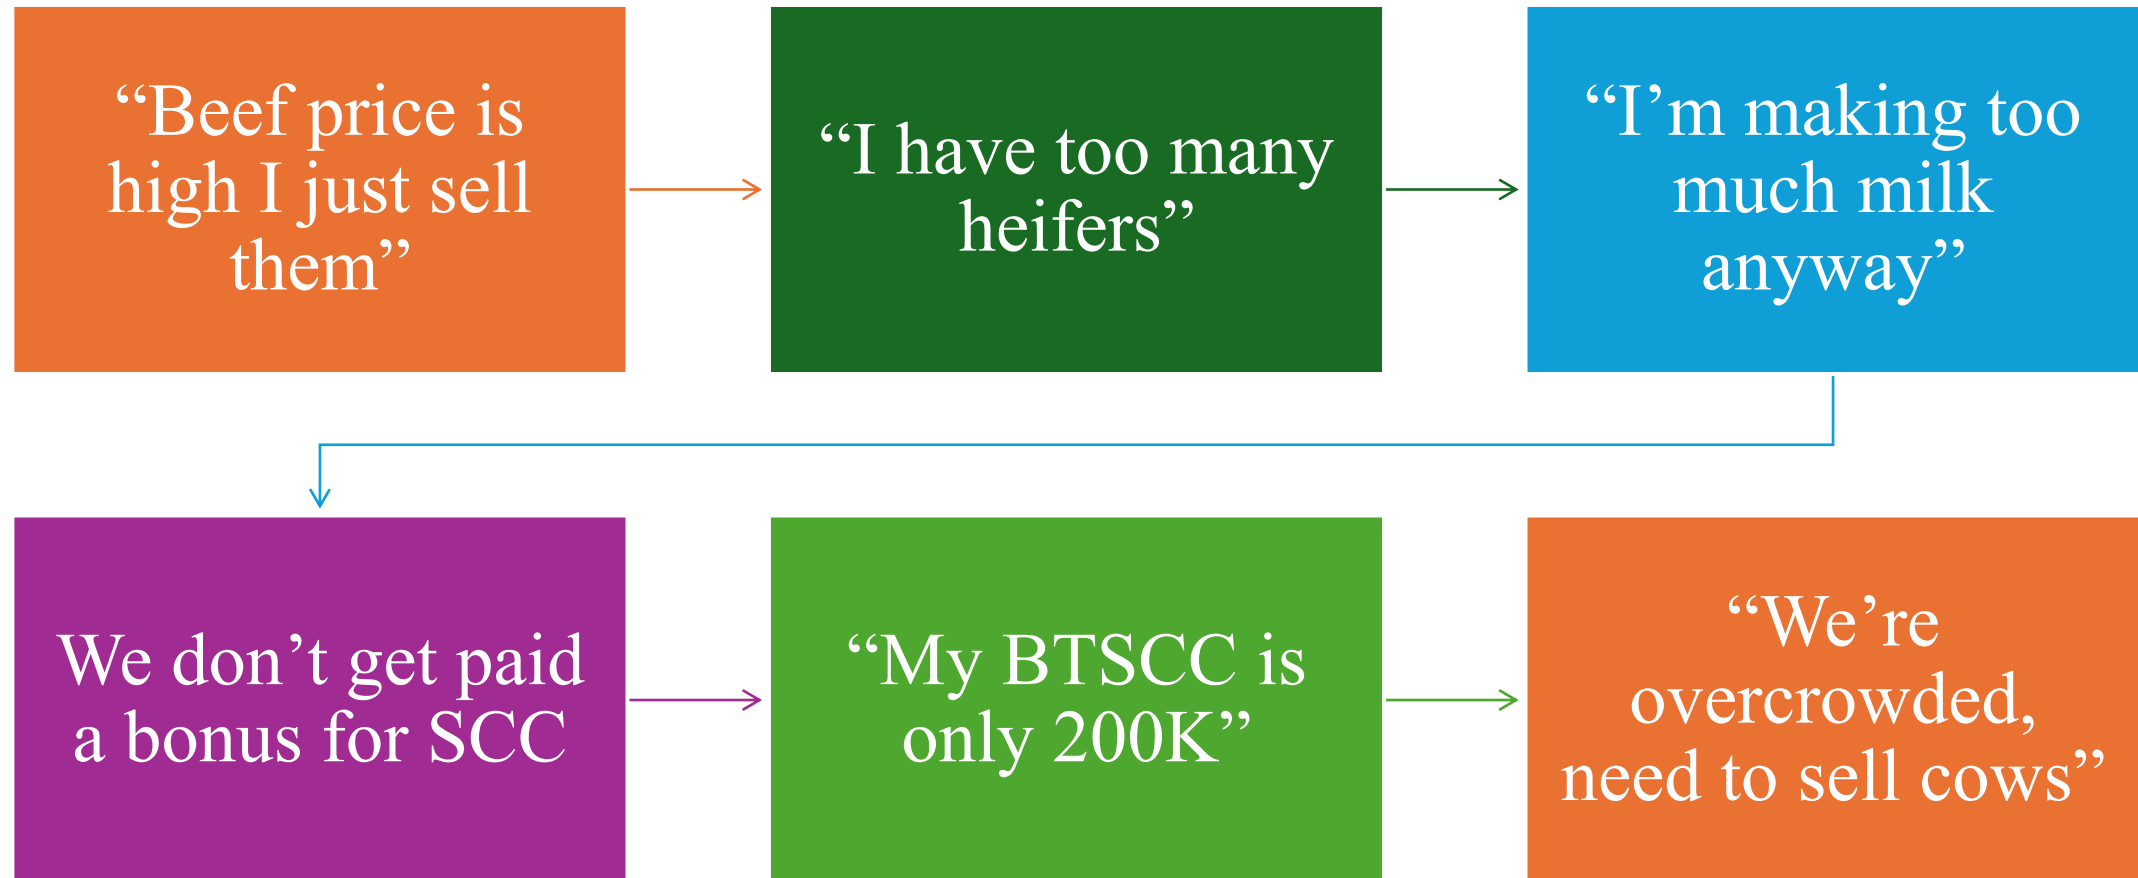 “Beef price is
high I just sell
them”
“I have too many
heifers”
“I’m making too
much milk
anyway”
We don’t get paid
a bonus for SCC
“My BTSCC is
only 200K”
“We’re
overcrowded,
need to sell cows”